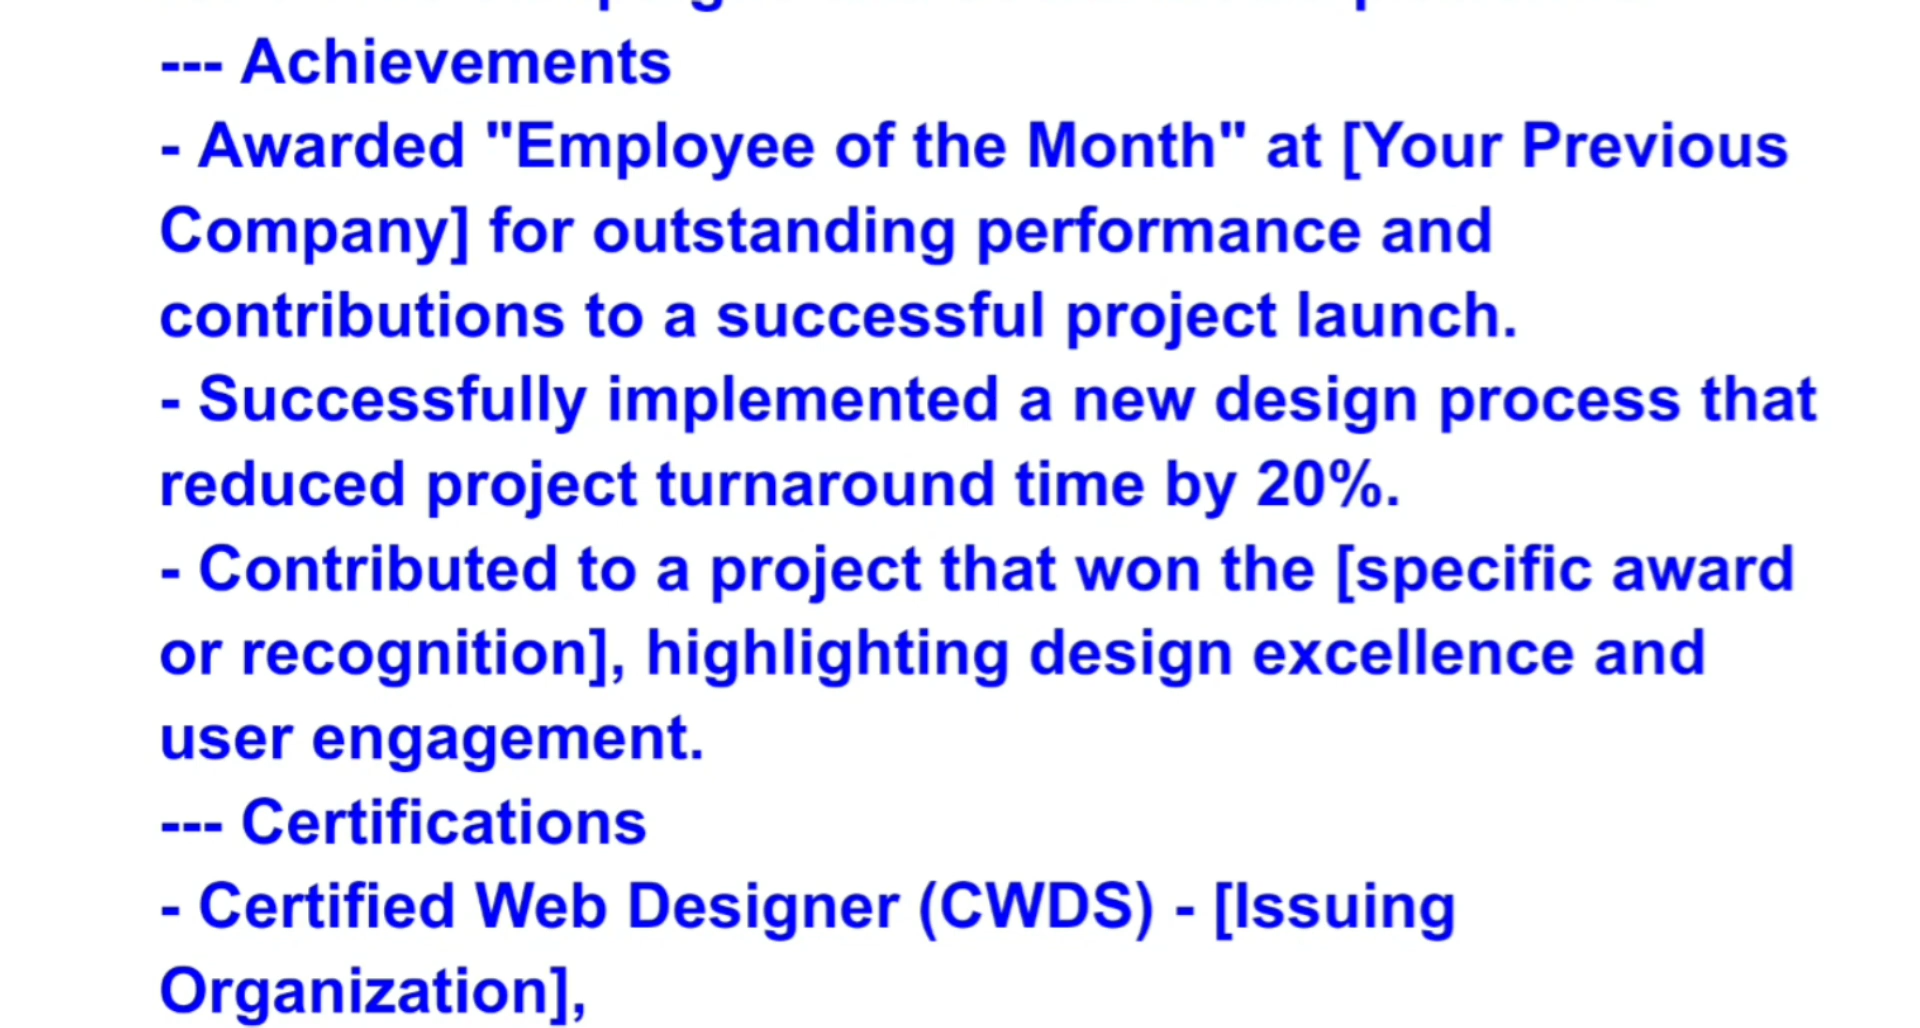 --- Achievements
- Awarded "Employee of the Month" at [Your Previous
Company] for outstanding performance and
contributions to a successful project launch.
- Successfully implemented a new design process that
reduced project turnaround time by 20%.
- Contributed to a project that won the [specific award
or recognition], highlighting design excellence and
user engagement.
--- Certifications
- Certified Web Designer (CWDS) - [Issuing
Organization],